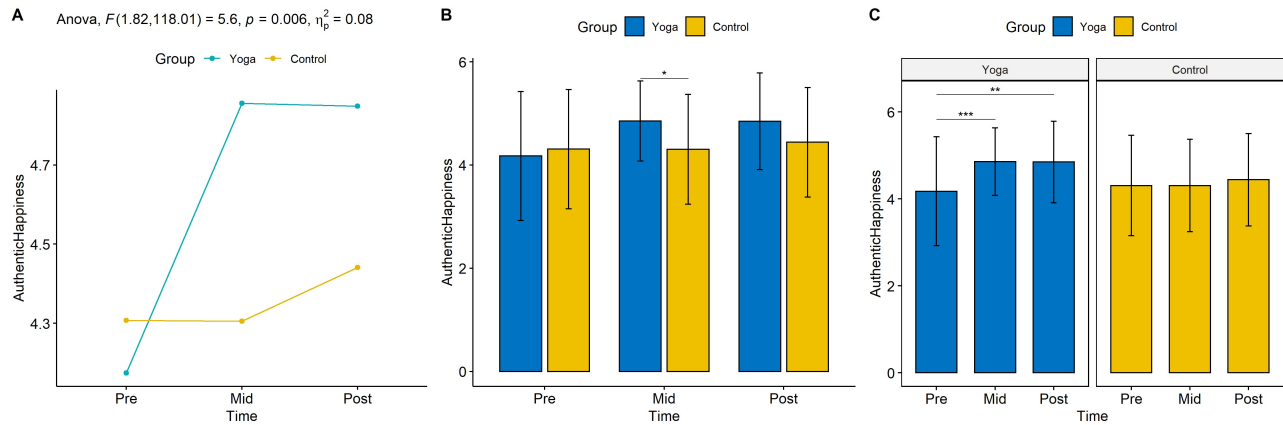 A
Anova, F(1.82,118.01) = 5.6, p = 0.006, η²ₚ = 0.08
Group Yoga Control
AuthenticHappiness
4.7
4.5
4.3
Pre Mid Post
Time
B
Group Yoga Control
AuthenticHappiness
6
4
2
0
*
Pre Mid Post
Time
C
Group Yoga Control
Yoga Control
AuthenticHappiness
6
4
2
0
**
***
Pre Mid Post Pre Mid Post
Time